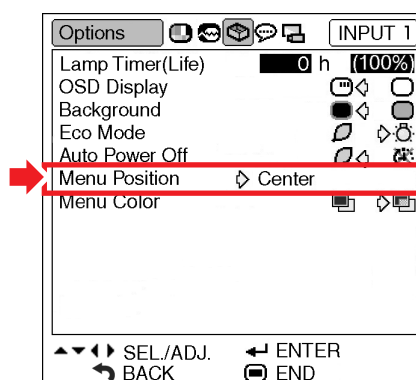 Options INPUT 1
Lamp Timer(Life) 0 h (100%)
OSD Display
Background
Eco Mode
Auto Power Off
Menu Position Center
Menu Color
SEL./ADJ. ENTER
BACK END